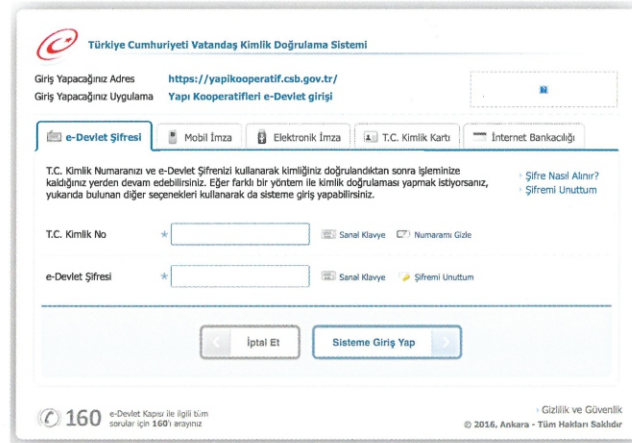 Türkiye Cumhuriyeti Vatandaş Kimlik Doğrulama Sistemi
Giriş Yapacağınız Adres https://yapikooperatif.csb.gov.tr/
Giriş Yapacağınız Uygulama Yapı Kooperatifleri e-Devlet girişi
e-Devlet Şifresi Mobil İmza Elektronik İmza T.C. Kimlik Kartı İnternet Bankacılığı
T.C. Kimlik Numaranızı ve e-Devlet Şifrenizi kullanarak kimliğiniz doğrulandıktan sonra işleminize
kaldığınız yerden devam edebilirsiniz. Eğer farklı bir yöntem ile kimlik doğrulaması yapmak istiyorsanız,
yukarıda bulunan diğer seçenekleri kullanarak da sisteme giriş yapabilirsiniz.
Şifre Nasıl Alınır?
Şifremi Unuttum
T.C. Kimlik No * Sanal Klavye Numaramı Gizle
e-Devlet Şifresi * Sanal Klavye Şifremi Unuttum
İptal Et Sisteme Giriş Yap
160 e-Devlet Kapısı ile ilgili tüm
sorular için 160'ı arayınız
Gizlilik ve Güvenlik
© 2016, Ankara - Tüm Hakları Saklıdır